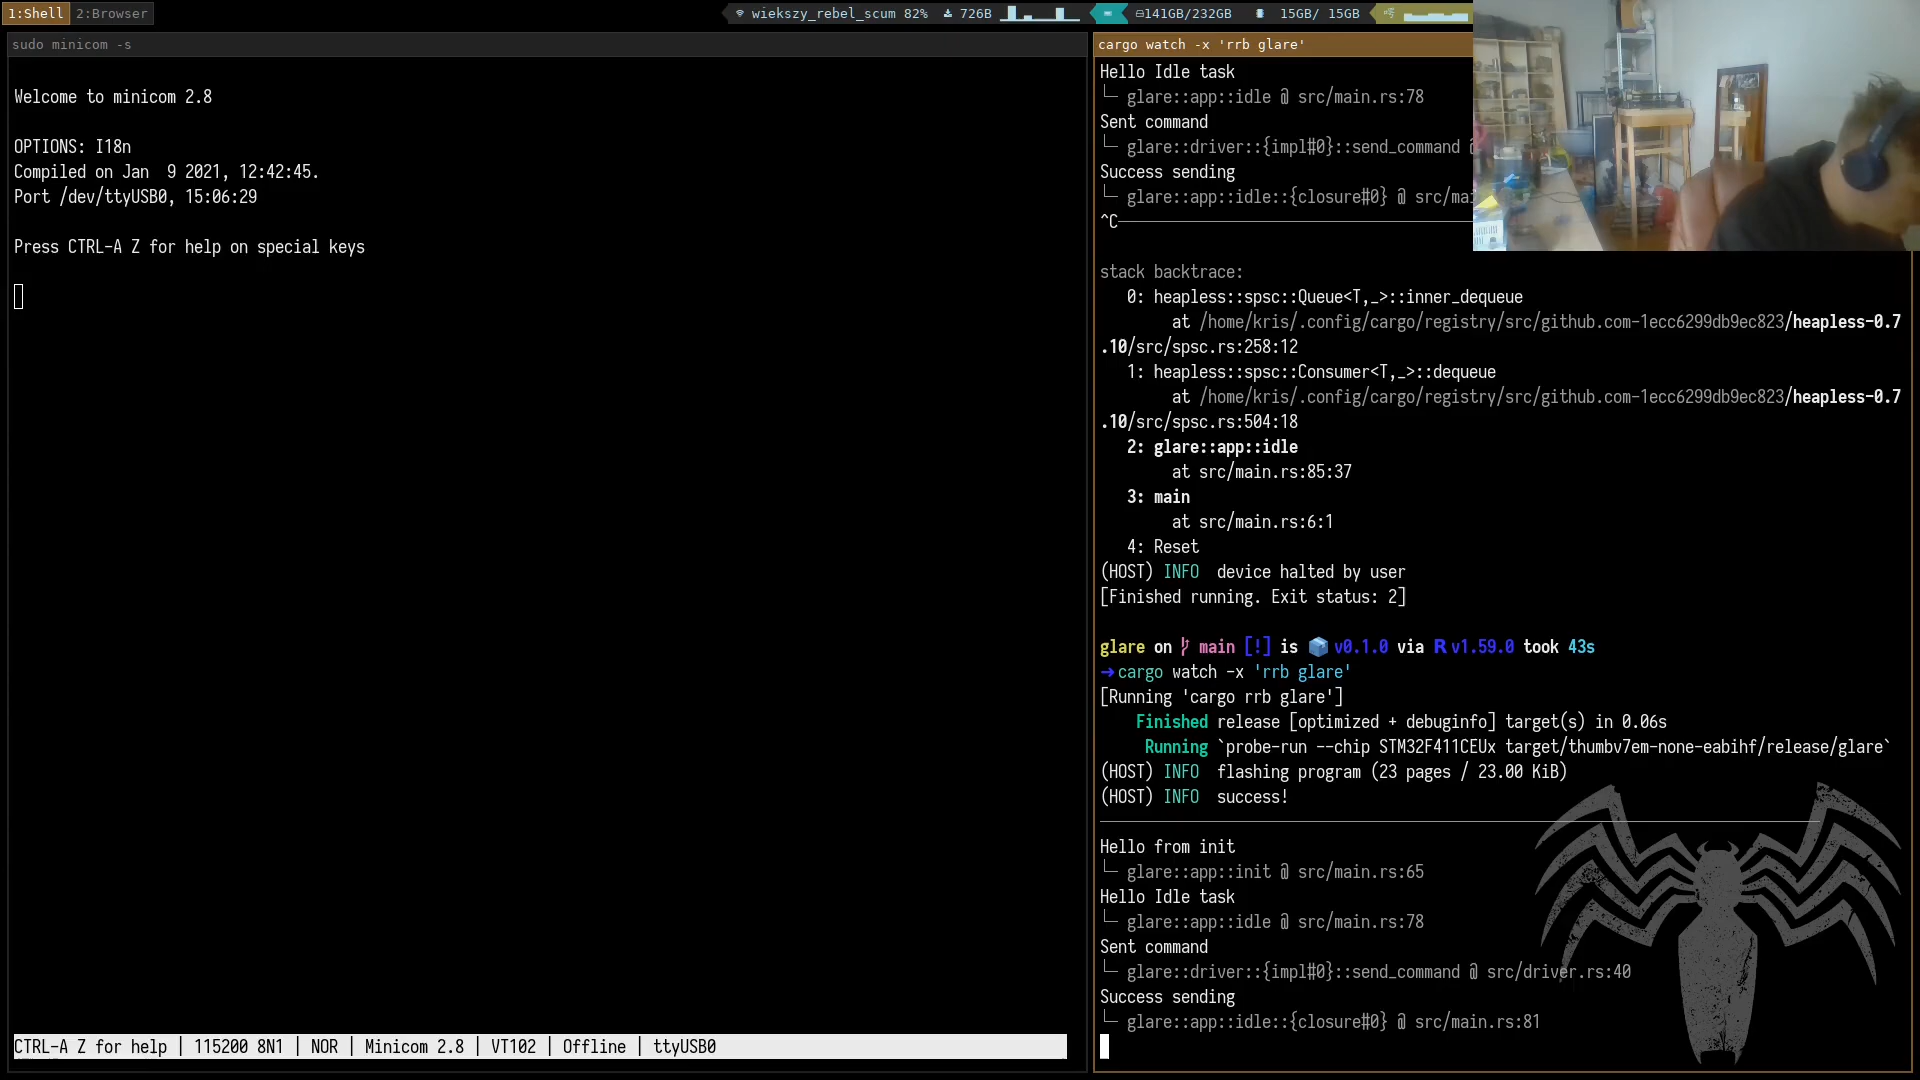 1:Shell 2:Browser
wiekszy_rebel_scum 82% 726B 141GB/232GB 15GB/ 15GB
sudo minicom -s
Welcome to minicom 2.8
OPTIONS: I18n
Compiled on Jan  9 2021, 12:42:45.
Port /dev/ttyUSB0, 15:06:29
Press CTRL-A Z for help on special keys
CTRL-A Z for help | 115200 8N1 | NOR | Minicom 2.8 | VT102 | Offline | ttyUSB0
cargo watch -x 'rrb glare'
Hello Idle task
└─ glare::app::idle @ src/main.rs:78
Sent command
└─ glare::driver::{impl#0}::send_command
Success sending
└─ glare::app::idle::{closure#0} @ src/mai
^C
stack backtrace:
0: heapless::spsc::Queue<T,_>::inner_dequeue
at /home/kris/.config/cargo/registry/src/github.com-1ecc6299db9ec823/heapless-0.7
.10/src/spsc.rs:258:12
1: heapless::spsc::Consumer<T,_>::dequeue
at /home/kris/.config/cargo/registry/src/github.com-1ecc6299db9ec823/heapless-0.7
.10/src/spsc.rs:504:18
2: glare::app::idle
at src/main.rs:85:37
3: main
at src/main.rs:6:1
4: Reset
(HOST) INFO  device halted by user
[Finished running. Exit status: 2]
glare on main [!] is v0.1.0 via R v1.59.0 took 43s
➜ cargo watch -x 'rrb glare'
[Running 'cargo rrb glare']
Finished release [optimized + debuginfo] target(s) in 0.06s
Running `probe-run --chip STM32F411CEUx target/thumbv7em-none-eabihf/release/glare`
(HOST) INFO  flashing program (23 pages / 23.00 KiB)
(HOST) INFO  success!
Hello from init
└─ glare::app::init @ src/main.rs:65
Hello Idle task
└─ glare::app::idle @ src/main.rs:78
Sent command
└─ glare::driver::{impl#0}::send_command @ src/driver.rs:40
Success sending
└─ glare::app::idle::{closure#0} @ src/main.rs:81